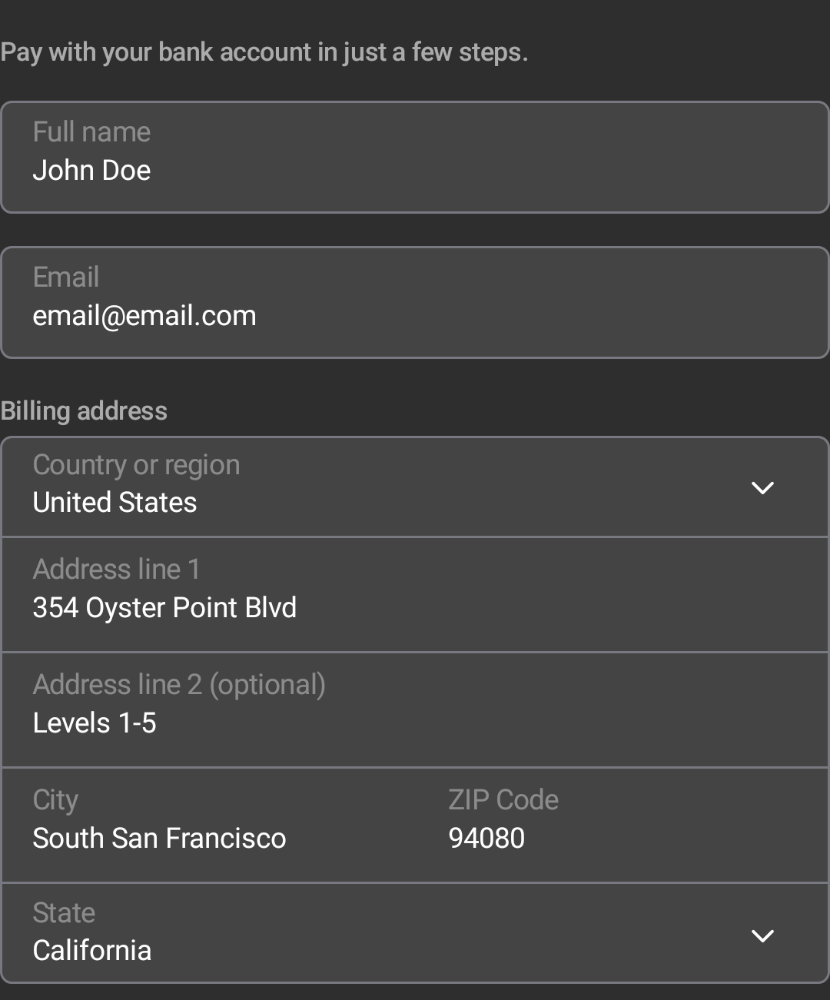 Pay with your bank account in just a few steps.
Full name
John Doe
Email
email@email.com
Billing address
Country or region
United States
Address line 1
354 Oyster Point Blvd
Address line 2 (optional)
Levels 1-5
City
ZIP Code
South San Francisco
94080
State
California